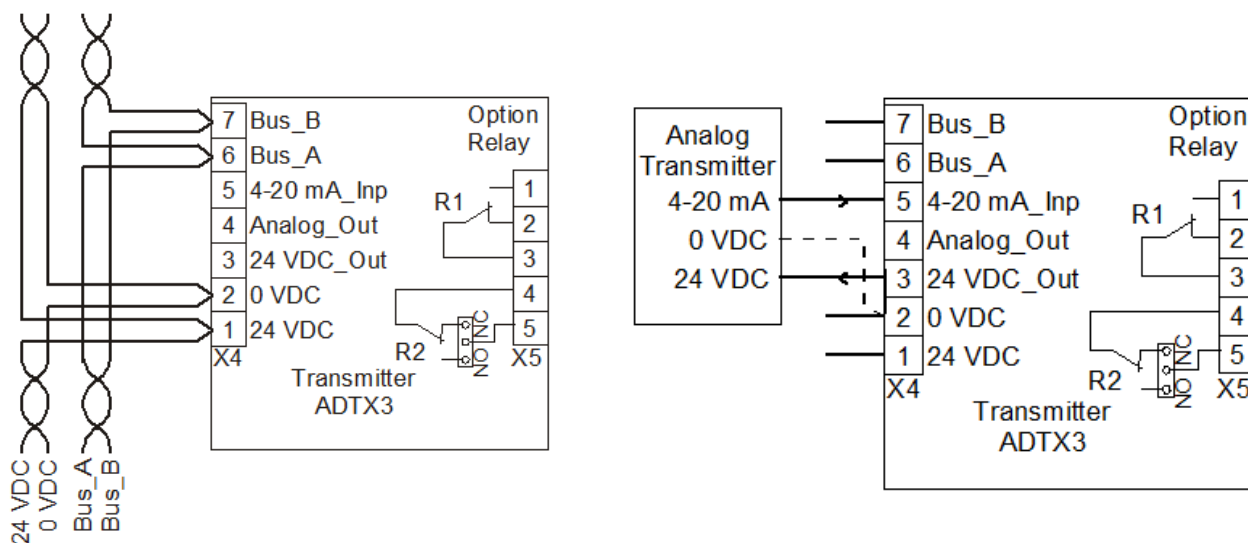 7 Bus_B
6 Bus_A
5 4-20 mA_Inp
4 Analog_Out
3 24 VDC_Out
2 0 VDC
1 24 VDC
X4
Option
Relay
R1
1
2
3
4
5
X5
R2
NC
NO
Transmitter
ADTX3
24 VDC
0 VDC
Bus_A
Bus_B
Analog
Transmitter
4-20 mA
0 VDC
24 VDC
7 Bus_B
6 Bus_A
5 4-20 mA_Inp
4 Analog_Out
3 24 VDC_Out
2 0 VDC
1 24 VDC
X4
Option
Relay
R1
1
2
3
4
5
X5
R2
NC
NO
Transmitter
ADTX3